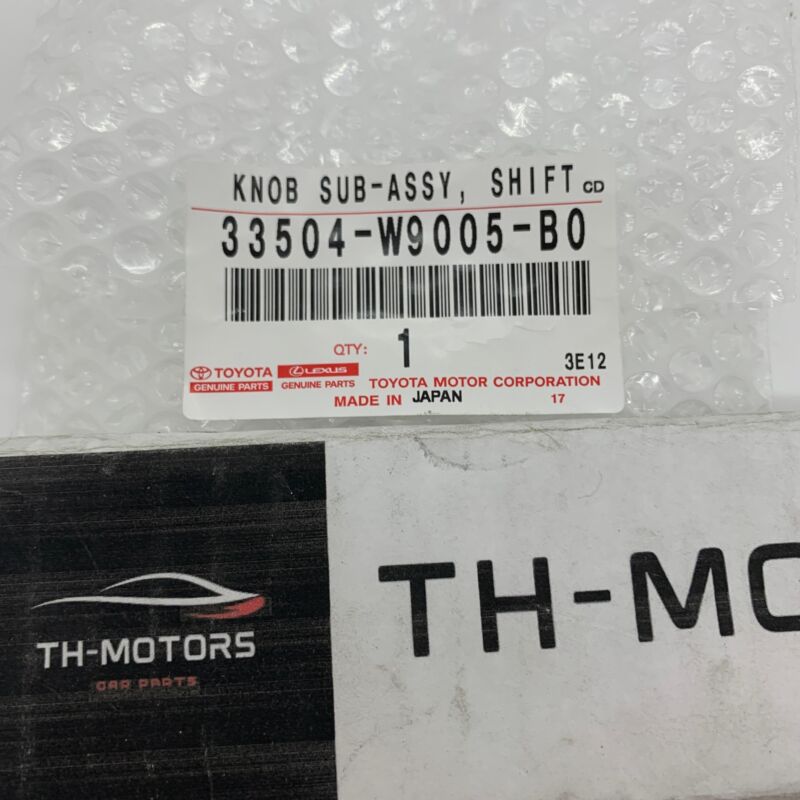 KNOB SUB-ASSY, SHIFT CD
33504-W9005-B0
QTY: 1
3E12
TOYOTA LEXUS
GENUINE PARTS GENUINE PARTS TOYOTA MOTOR CORPORATION
MADE IN JAPAN 17
TH-MO
TH-MOTORS
CAR PARTS